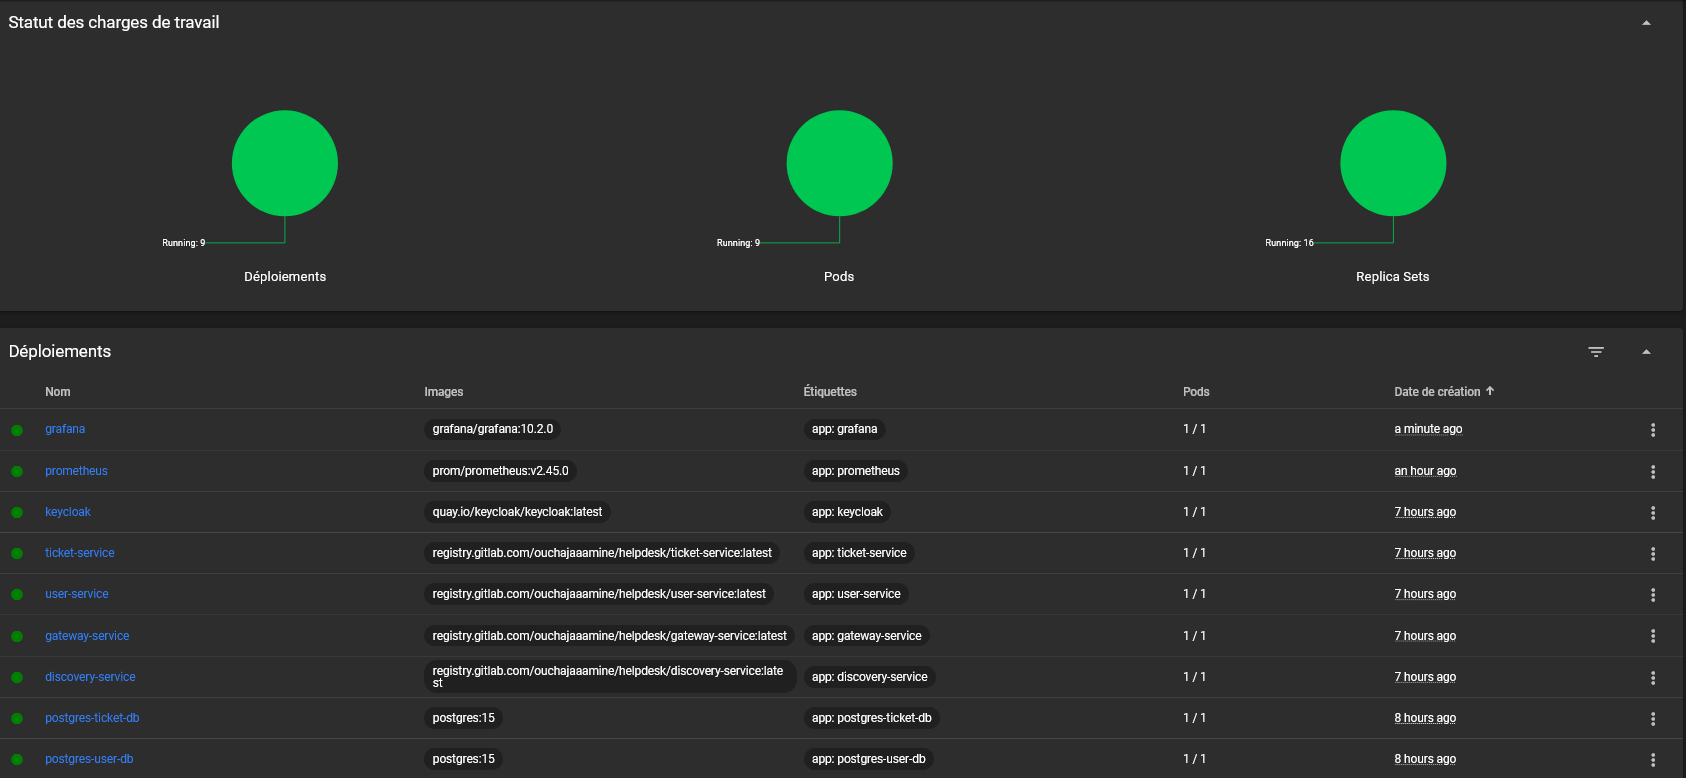 Statut des charges de travail
Running: 9
Running: 9
Running: 16
Déploiements
Pods
Replica Sets
Déploiements
Nom Images Étiquettes Pods Date de création
grafana grafana/grafana:10.2.0 app: grafana 1 / 1 a minute ago
prometheus prom/prometheus:v2.45.0 app: prometheus 1 / 1 an hour ago
keycloak quay.io/keycloak/keycloak:latest app: keycloak 1 / 1 7 hours ago
ticket-service registry.gitlab.com/ouchajaaamine/helpdesk/ticket-service:latest app: ticket-service 1 / 1 7 hours ago
user-service registry.gitlab.com/ouchajaaamine/helpdesk/user-service:latest app: user-service 1 / 1 7 hours ago
gateway-service registry.gitlab.com/ouchajaaamine/helpdesk/gateway-service:latest app: gateway-service 1 / 1 7 hours ago
discovery-service registry.gitlab.com/ouchajaaamine/helpdesk/discovery-service:late
st app: discovery-service 1 / 1 7 hours ago
postgres-ticket-db postgres:15 app: postgres-ticket-db 1 / 1 8 hours ago
postgres-user-db postgres:15 app: postgres-user-db 1 / 1 8 hours ago